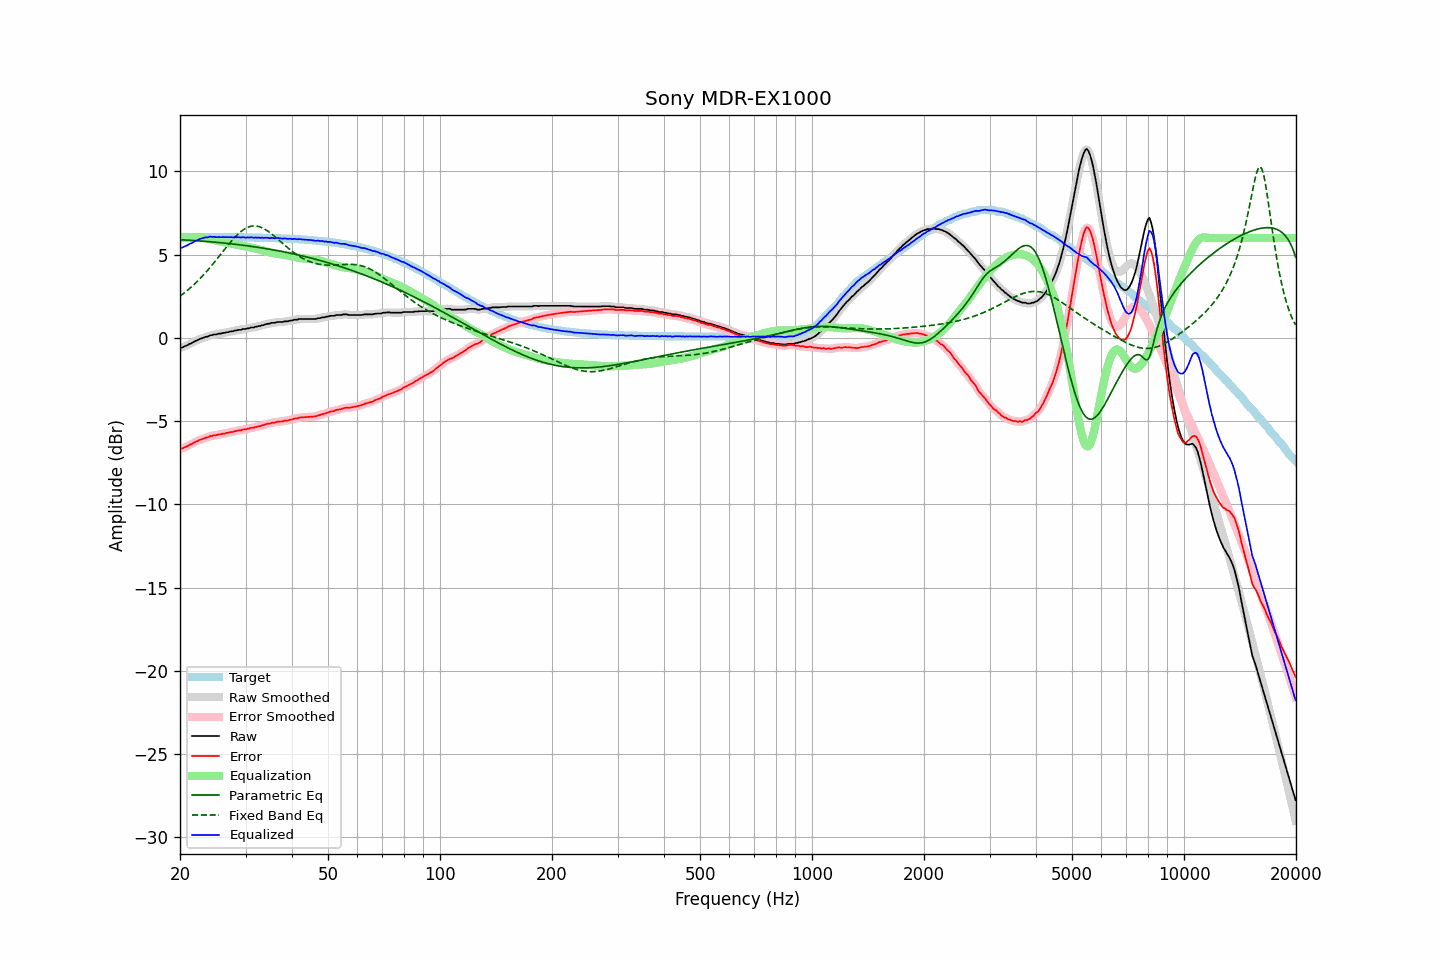 Sony MDR-EX1000
Amplitude (dBr)
10
5
0
−5
−10
−15
−20
−25
−30
Target
Raw Smoothed
Error Smoothed
Raw
Error
Equalization
Parametric Eq
Fixed Band Eq
Equalized
20 50 100 200 500 1000 2000 5000 10000 20000
Frequency (Hz)